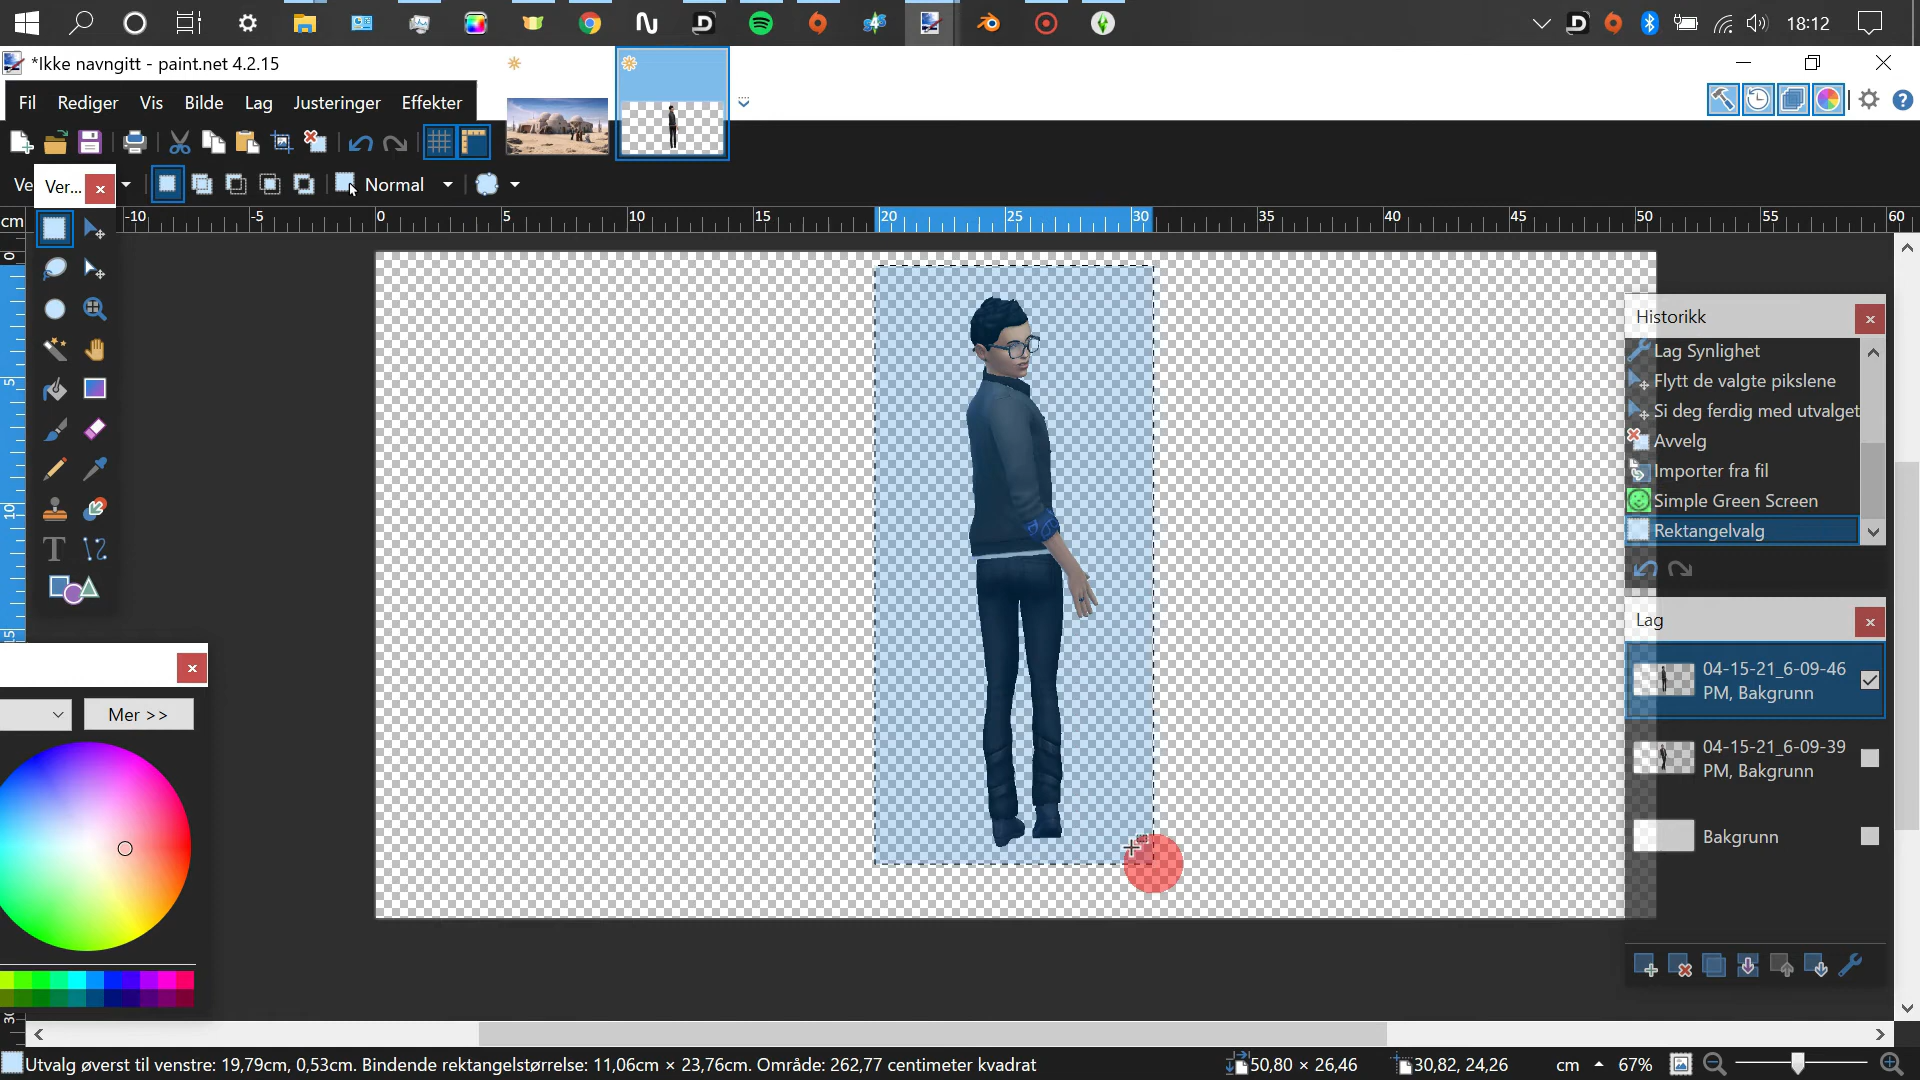 18:12
*Ikke navngitt - paint.net 4.2.15
Fil Rediger Vis Bilde Lag Justeringer Effekter
Ve Ver... Normal
cm -10 -5 0 5 10 15 20 25 30 35 40 45 50 55 60
0
5
10
15
30
Historikk
Lag Synlighet
Flytt de valgte pikslene
Si deg ferdig med utvalget
Avvelg
Importer fra fil
Simple Green Screen
Rektangelvalg
Lag
04-15-21_6-09-46
PM, Bakgrunn
04-15-21_6-09-39
PM, Bakgrunn
Bakgrunn
Mer >>
Utvalg øverst til venstre: 19,79cm, 0,53cm. Bindende rektangelstørrelse: 11,06cm × 23,76cm. Område: 262,77 centimeter kvadrat 50,80 × 26,46 30,82, 24,26 cm 67%